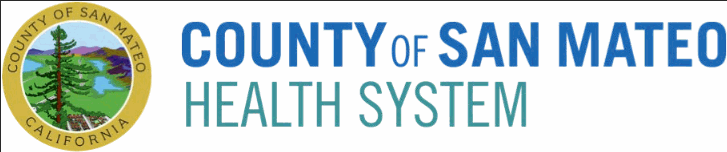 COUNTY OF SAN MATEO
CALIFORNIA
COUNTY OF SAN MATEO
HEALTH SYSTEM